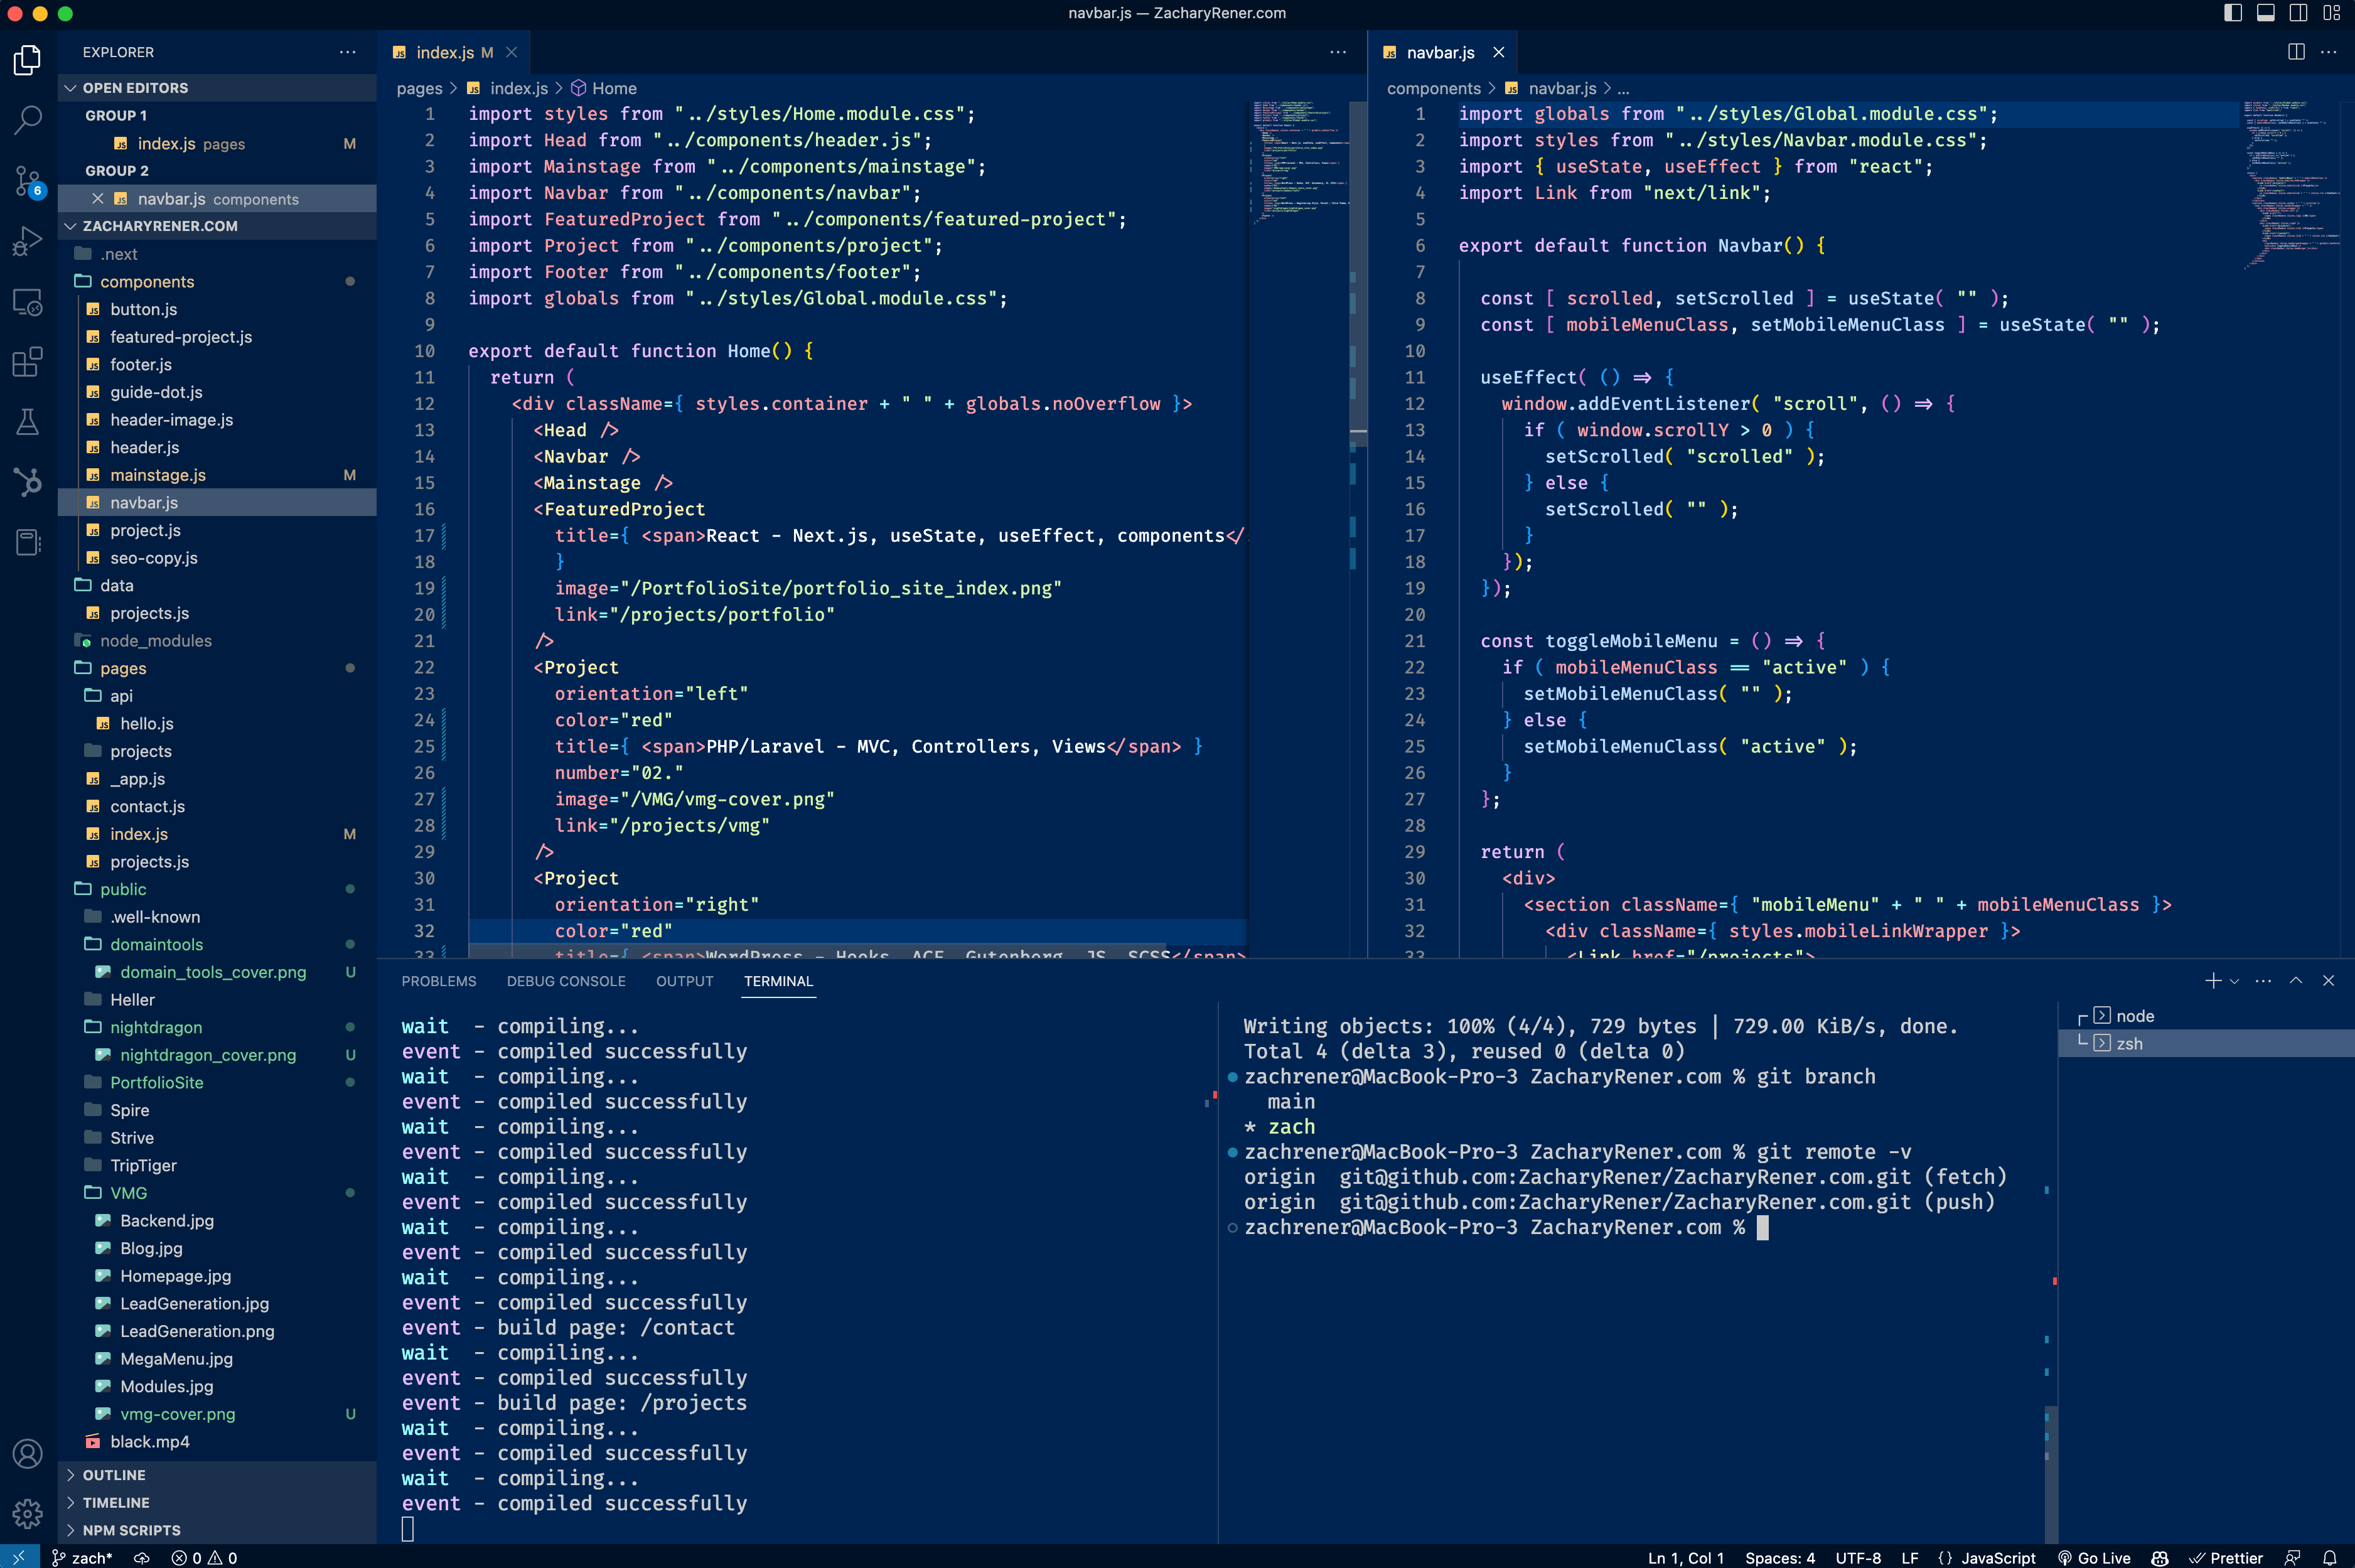 navbar.js — ZacharyRener.com
EXPLORER
OPEN EDITORS
GROUP 1
index.js pages M
GROUP 2
navbar.js components
ZACHARYRENER.COM
.next
components
button.js
featured-project.js
footer.js
guide-dot.js
header-image.js
header.js
mainstage.js M
navbar.js
project.js
seo-copy.js
data
projects.js
node_modules
pages
api
hello.js
projects
_app.js
contact.js
index.js M
projects.js
public
.well-known
domaintools
domain_tools_cover.png U
Heller
nightdragon
nightdragon_cover.png U
PortfolioSite
Spire
Strive
TripTiger
VMG
Backend.jpg
Blog.jpg
Homepage.jpg
LeadGeneration.jpg
LeadGeneration.png
MegaMenu.jpg
Modules.jpg
vmg-cover.png U
black.mp4
OUTLINE
TIMELINE
NPM SCRIPTS
6
index.js M
pages > index.js > Home
1 import styles from "../styles/Home.module.css";
2 import Head from "../components/header.js";
3 import Mainstage from "../components/mainstage";
4 import Navbar from "../components/navbar";
5 import FeaturedProject from "../components/featured-project";
6 import Project from "../components/project";
7 import Footer from "../components/footer";
8 import globals from "../styles/Global.module.css";
9
10 export default function Home() {
11 return (
12 <div className={ styles.container + " " + globals.noOverflow }>
13 <Head />
14 <Navbar />
15 <Mainstage />
16 <FeaturedProject
17 title={ <span>React - Next.js, useState, useEffect, components</
18 }
19 image="/PortfolioSite/portfolio_site_index.png"
20 link="/projects/portfolio"
21 />
22 <Project
23 orientation="left"
24 color="red"
25 title={ <span>PHP/Laravel - MVC, Controllers, Views</span> }
26 number="02."
27 image="/VMG/vmg-cover.png"
28 link="/projects/vmg"
29 />
30 <Project
31 orientation="right"
32 color="red"
33 title={ <span>WordPress - Hooks, ACF, Gutenberg, JS, SCSS</span>
navbar.js
components > navbar.js > ...
1 import globals from "../styles/Global.module.css";
2 import styles from "../styles/Navbar.module.css";
3 import { useState, useEffect } from "react";
4 import Link from "next/link";
5
6 export default function Navbar() {
7
8 const [ scrolled, setScrolled ] = useState( "" );
9 const [ mobileMenuClass, setMobileMenuClass ] = useState( "" );
10
11 useEffect( () => {
12 window.addEventListener( "scroll", () => {
13 if ( window.scrollY > 0 ) {
14 setScrolled( "scrolled" );
15 } else {
16 setScrolled( "" );
17 }
18 });
19 });
20
21 const toggleMobileMenu = () => {
22 if ( mobileMenuClass == "active" ) {
23 setMobileMenuClass( "" );
24 } else {
25 setMobileMenuClass( "active" );
26 }
27 };
28
29 return (
30 <div>
31 <section className={ "mobileMenu" + " " + mobileMenuClass }>
32 <div className={ styles.mobileLinkWrapper }>
33 <Link href="/projects">
PROBLEMS DEBUG CONSOLE OUTPUT TERMINAL
wait - compiling...
event - compiled successfully
wait - compiling...
event - compiled successfully
wait - compiling...
event - compiled successfully
wait - compiling...
event - compiled successfully
wait - compiling...
event - compiled successfully
wait - compiling...
event - compiled successfully
event - build page: /contact
wait - compiling...
event - compiled successfully
event - build page: /projects
wait - compiling...
event - compiled successfully
wait - compiling...
event - compiled successfully
Writing objects: 100% (4/4), 729 bytes | 729.00 KiB/s, done.
Total 4 (delta 3), reused 0 (delta 0)
zachrener@MacBook-Pro-3 ZacharyRener.com % git branch
main
* zach
zachrener@MacBook-Pro-3 ZacharyRener.com % git remote -v
origin git@github.com:ZacharyRener/ZacharyRener.com.git (fetch)
origin git@github.com:ZacharyRener/ZacharyRener.com.git (push)
zachrener@MacBook-Pro-3 ZacharyRener.com %
node
zsh
zach* 0 0
Ln 1, Col 1 Spaces: 4 UTF-8 LF {} JavaScript Go Live Prettier